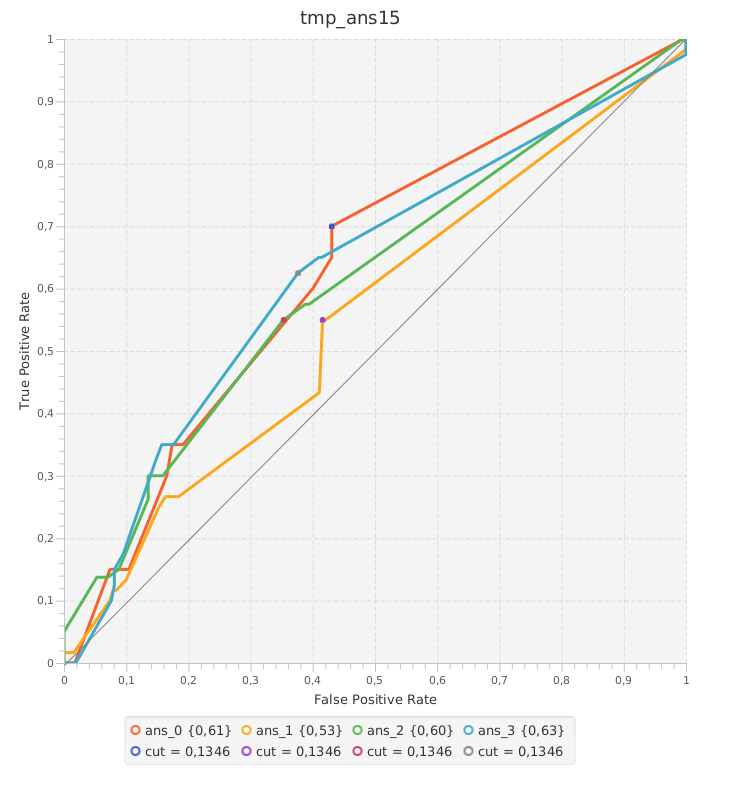 tmp_ans15
1
0,9
0,8
0,7
0,6
0,5
0,4
0,3
0,2
0,1
0
True Positive Rate
0 0,1 0,2 0,3 0,4 0,5 0,6 0,7 0,8 0,9 1
False Positive Rate
ans_0 {0,61} ans_1 {0,53} ans_2 {0,60} ans_3 {0,63}
cut = 0,1346 cut = 0,1346 cut = 0,1346 cut = 0,1346